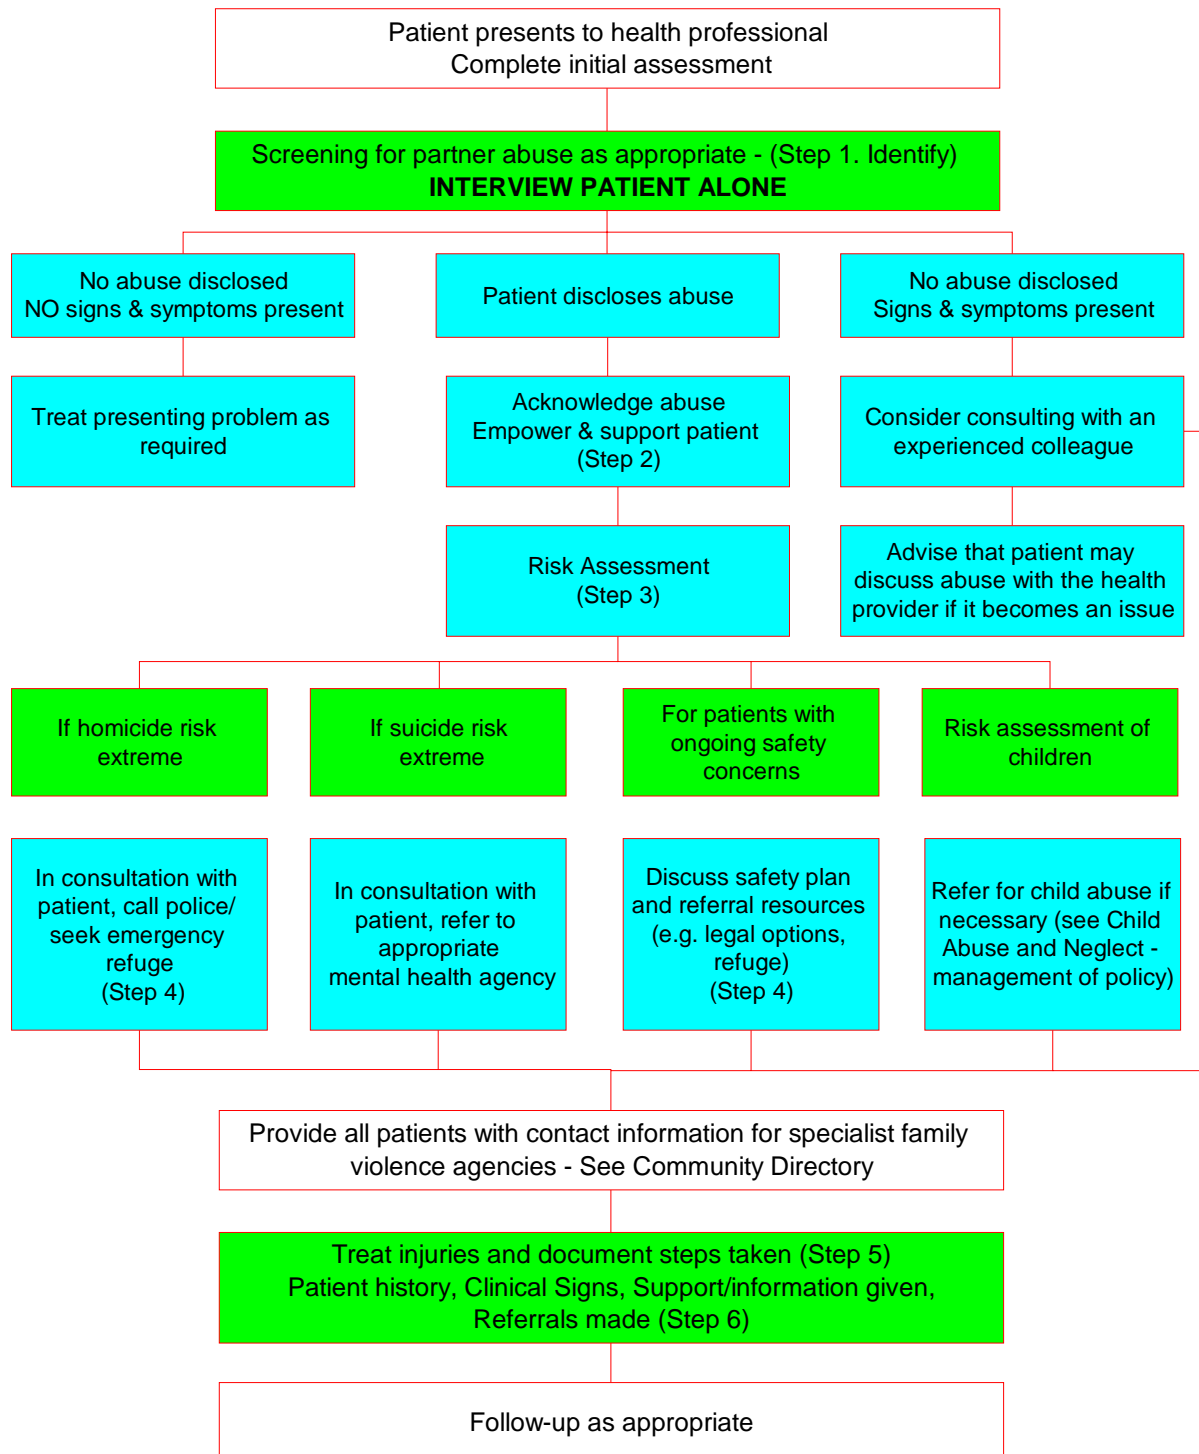 Patient presents to health professional
Complete initial assessment
Screening for partner abuse as appropriate - (Step 1. Identify)
INTERVIEW PATIENT ALONE
No abuse disclosed
NO signs & symptoms present
Patient discloses abuse
No abuse disclosed
Signs & symptoms present
Treat presenting problem as
required
Acknowledge abuse
Empower & support patient
(Step 2)
Consider consulting with an
experienced colleague
Risk Assessment
(Step 3)
Advise that patient may
discuss abuse with the health
provider if it becomes an issue
If homicide risk
extreme
If suicide risk
extreme
For patients with
ongoing safety
concerns
Risk assessment of
children
In consultation with
patient, call police/
seek emergency
refuge
(Step 4)
In consultation with
patient, refer to
appropriate
mental health agency
Discuss safety plan
and referral resources
(e.g. legal options,
refuge)
(Step 4)
Refer for child abuse if
necessary (see Child
Abuse and Neglect -
management of policy)
Provide all patients with contact information for specialist family
violence agencies - See Community Directory
Treat injuries and document steps taken (Step 5)
Patient history, Clinical Signs, Support/information given,
Referrals made (Step 6)
Follow-up as appropriate